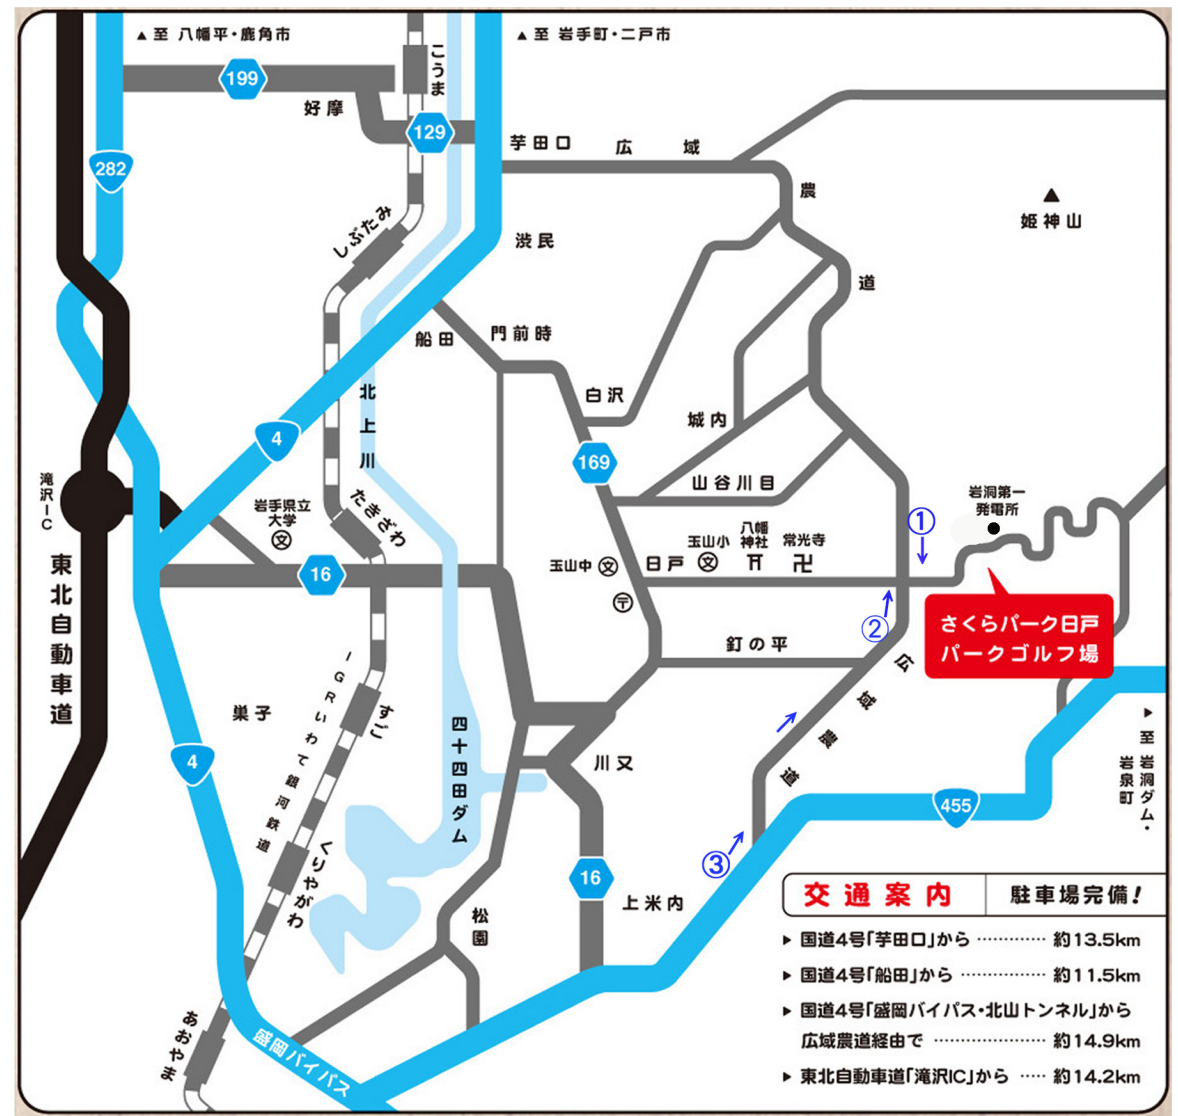 ▲至 八幡平・鹿角市
▲至 岩手町・二戸市
199
好摩
こうま
129
芋田口
広域
農
道
282
しぶたみ
渋民
姫神山
船田
門前時
白沢
城内
北上川
4
169
山谷川目
滝沢IC
岩手県立
大学
文
たきざわ
岩洞第一
発電所
①
玉山中
文
日戸
玉山小
文
八幡
神社
常光寺
卍
16
〒
②
さくらパーク日戸
パークゴルフ場
東北自動車道
釘の平
広域農道
IGRいわて銀河鉄道
巣子
すご
四十四田ダム
川又
4
455
▶至 岩洞ダム・
岩泉町
③
くりやがわ
16
上米内
松園
あおやま
盛岡バイパス
交通案内
駐車場完備!
▶国道4号「芋田口」から ………… 約13.5km
▶国道4号「船田」から ………… 約11.5km
▶国道4号「盛岡バイパス・北山トンネル」から
広域農道経由で ………… 約14.9km
▶東北自動車道「滝沢IC」から …… 約14.2km